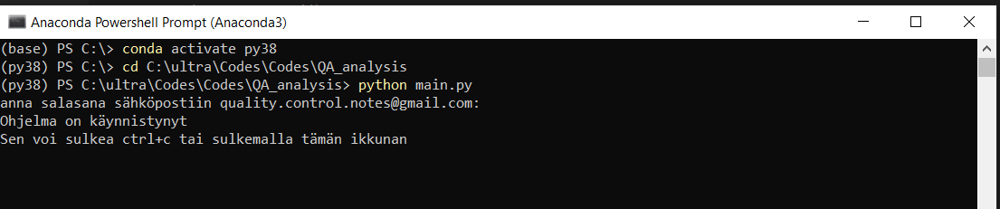 Anaconda Powershell Prompt (Anaconda3)
(base) PS C:\> conda activate py38
(py38) PS C:\> cd C:\ultra\Codes\Codes\QA_analysis
(py38) PS C:\ultra\Codes\Codes\QA_analysis> python main.py
anna salasana sähköpostiin quality.control.notes@gmail.com:
Ohjelma on käynnistynyt
Sen voi sulkea ctrl+c tai sulkemalla tämän ikkunan